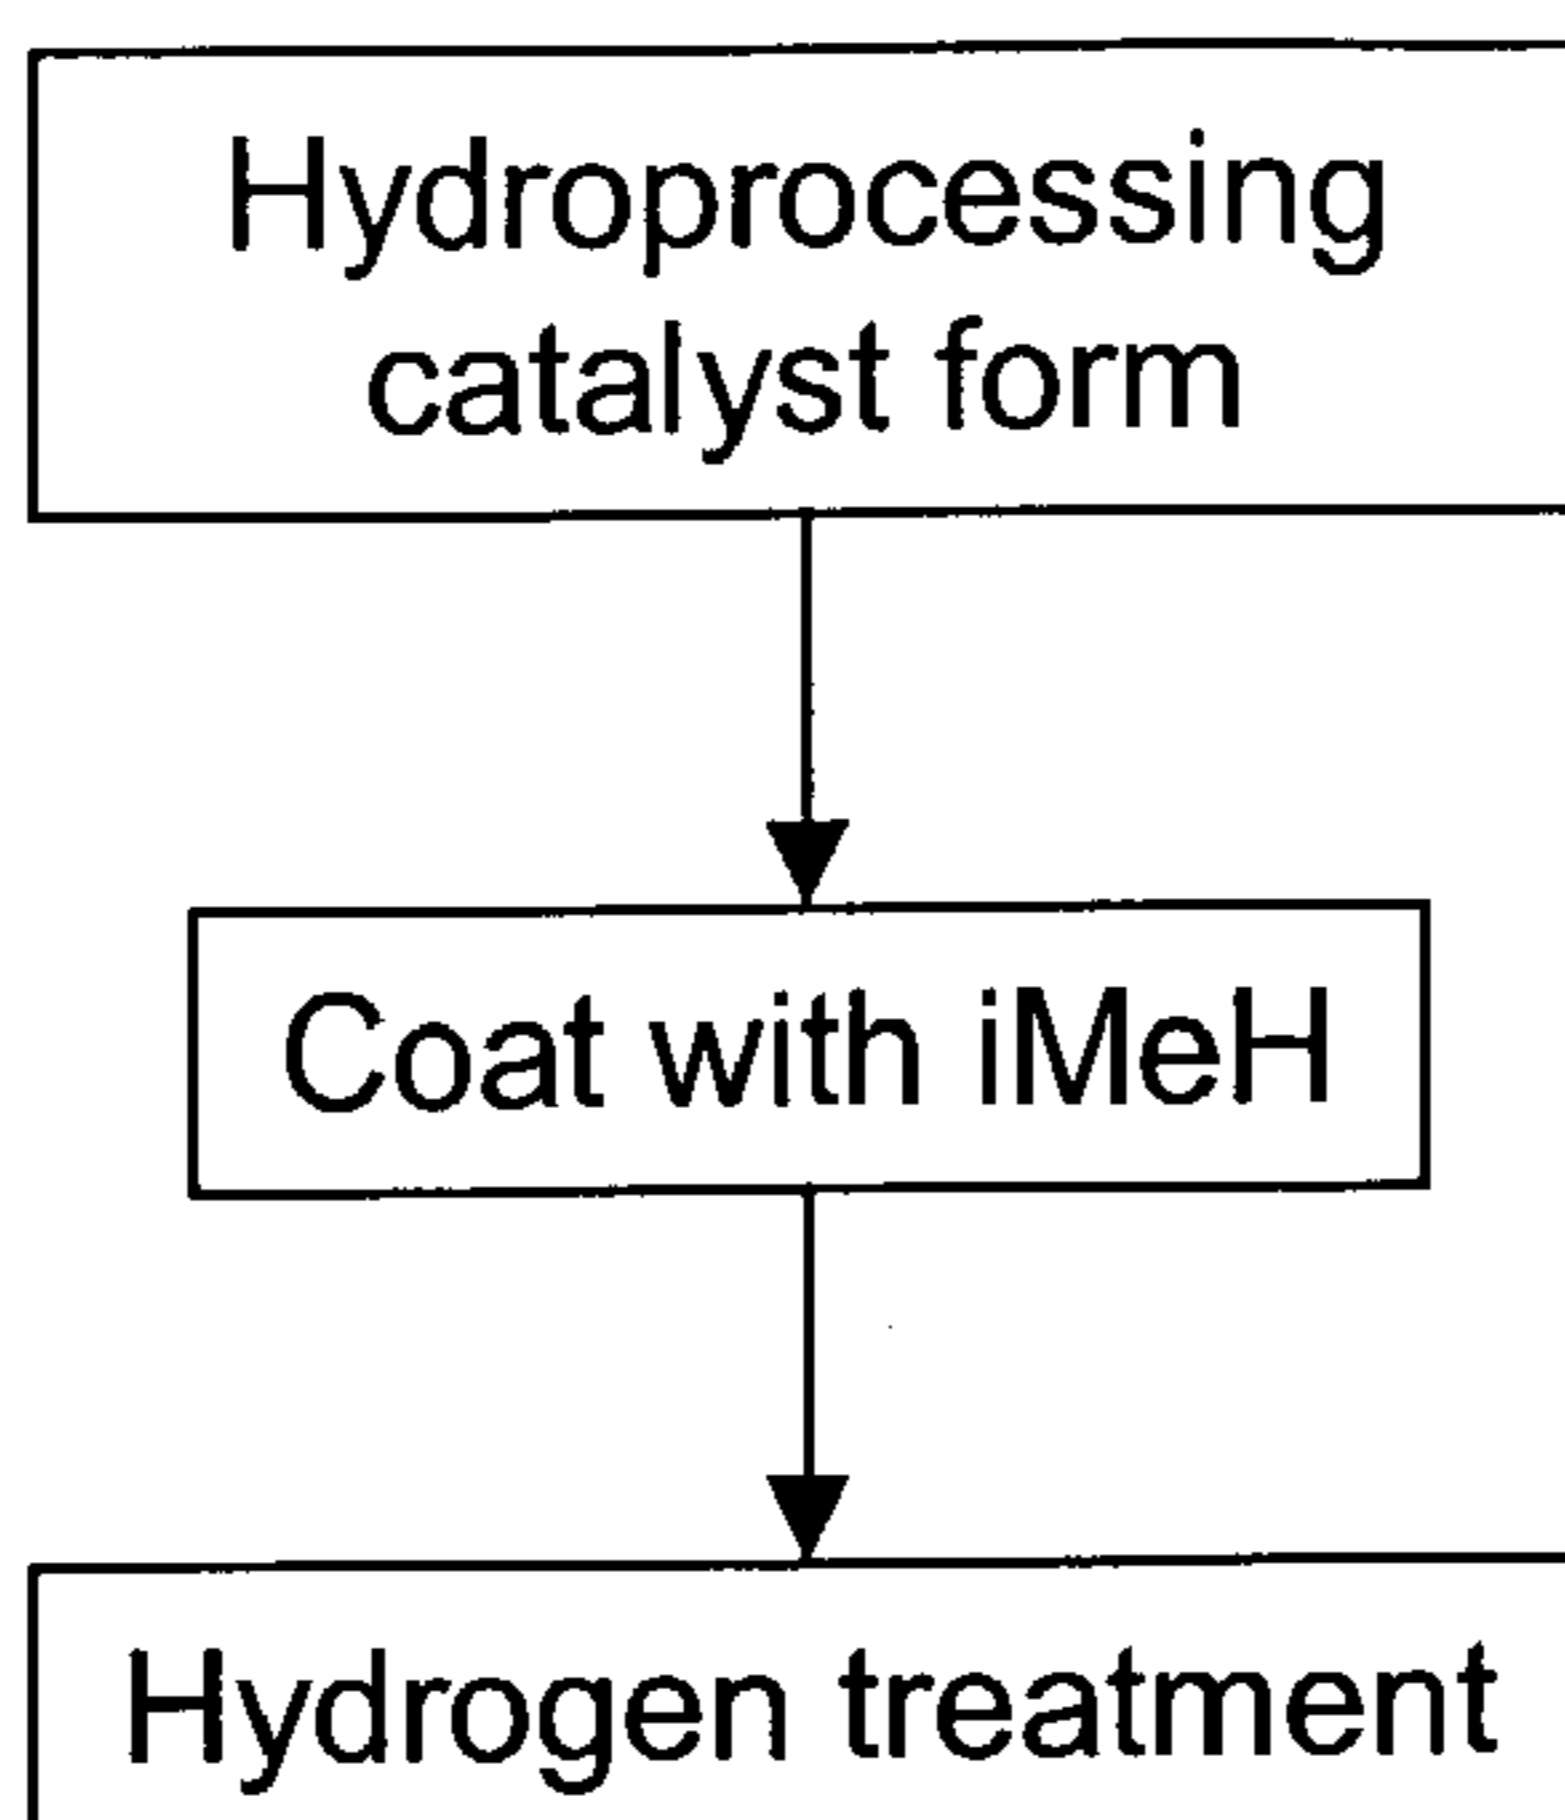 Hydroprocessing
catalyst form
Coat with iMeH
Hydrogen treatment